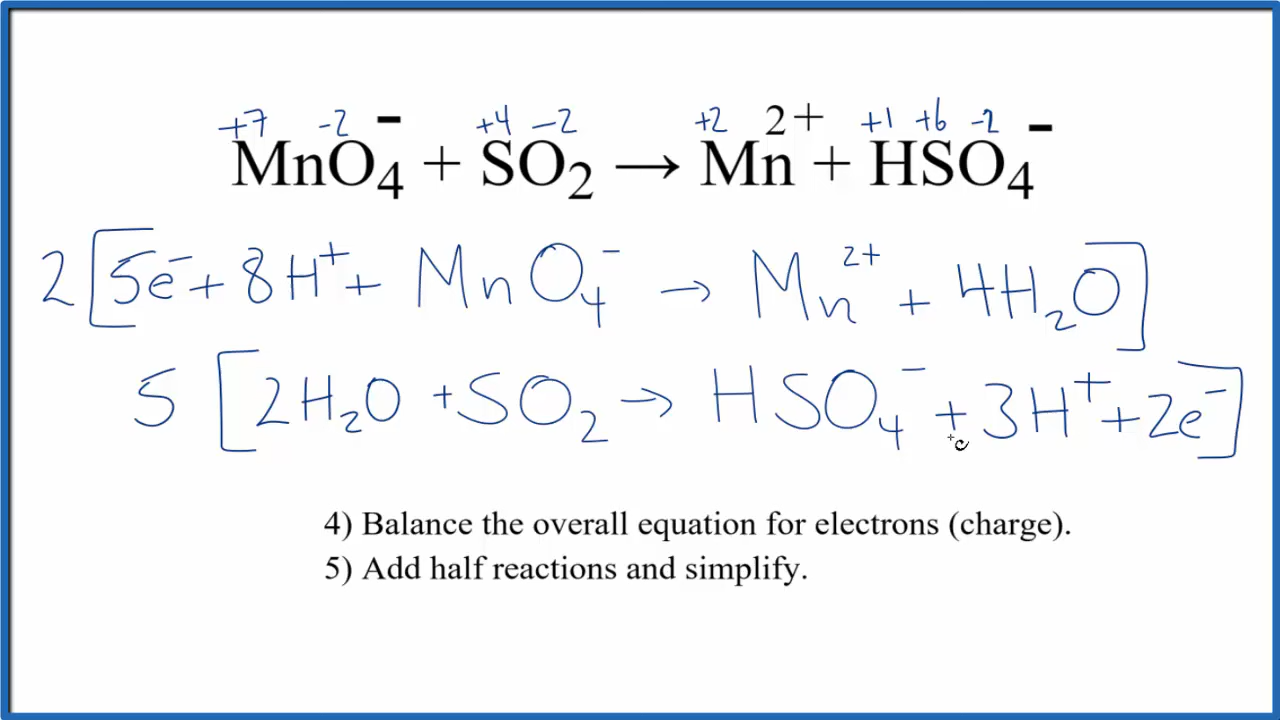 +7 -2 +4 -2 +2 +1 +6 -2
MnO₄⁻ + SO₂ → Mn²⁺ + HSO₄⁻
2[5e⁻ + 8H⁺ + MnO₄⁻ → Mn²⁺ + 4H₂O]
5[2H₂O + SO₂ → HSO₄⁻ + 3H⁺ + 2e⁻]
4) Balance the overall equation for electrons (charge).
5) Add half reactions and simplify.